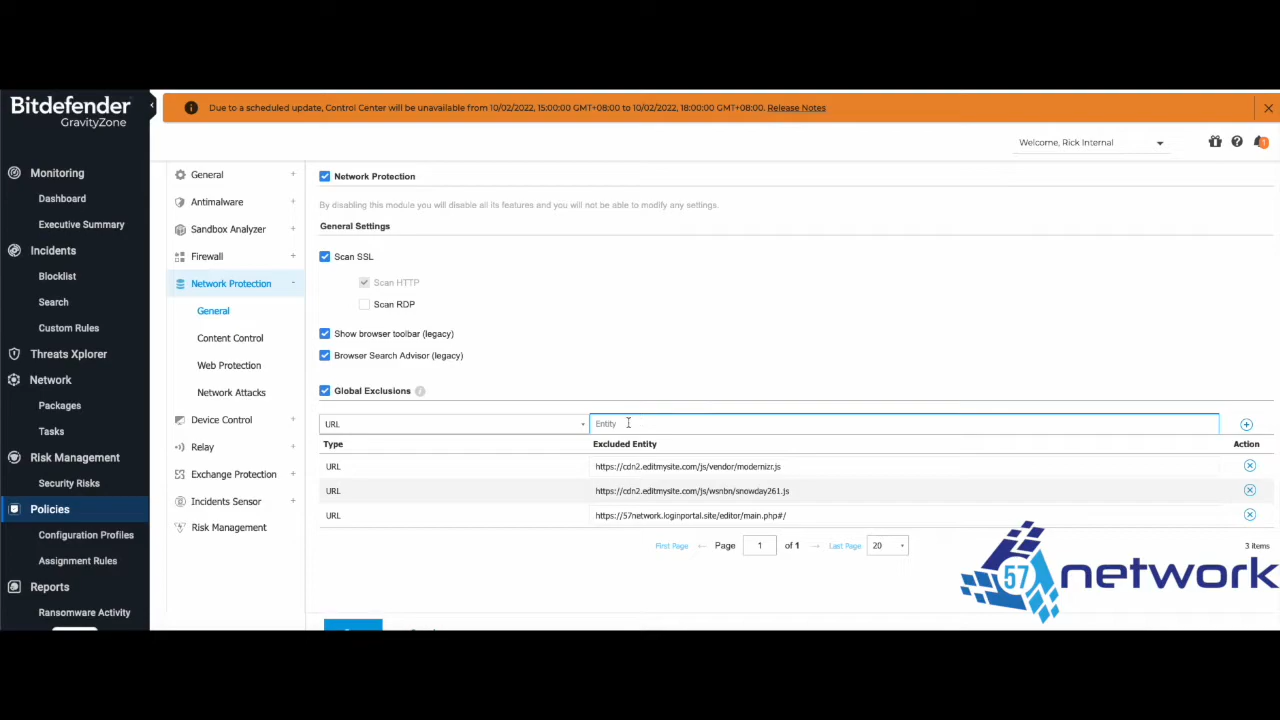 Bitdefender
GravityZone
Due to a scheduled update, Control Center will be unavailable from 10/02/2022, 15:00:00 GMT+08:00 to 10/02/2022, 18:00:00 GMT+08:00. Release Notes
Welcome, Rick Internal
Monitoring
Dashboard
Executive Summary
Incidents
Blocklist
Search
Custom Rules
Threats Xplorer
Network
Packages
Tasks
Risk Management
Security Risks
Policies
Configuration Profiles
Assignment Rules
Reports
Ransomware Activity
General +
Antimalware +
Sandbox Analyzer +
Firewall +
Network Protection -
General
Content Control
Web Protection
Network Attacks
Device Control +
Relay +
Exchange Protection +
Incidents Sensor +
Risk Management
Network Protection
By disabling this module you will disable all its features and you will not be able to modify any settings.
General Settings
Scan SSL
Scan HTTP
Scan RDP
Show browser toolbar (legacy)
Browser Search Advisor (legacy)
Global Exclusions
URL Entity
Type Excluded Entity Action
URL https://cdn2.editmysite.com/js/vendor/modernizr.js
URL https://cdn2.editmysite.com/js/wsnbn/snowday261.js
URL https://57network.loginportal.site/editor/main.php#/
First Page ← Page 1 of 1 → Last Page 20 3 items
57 network